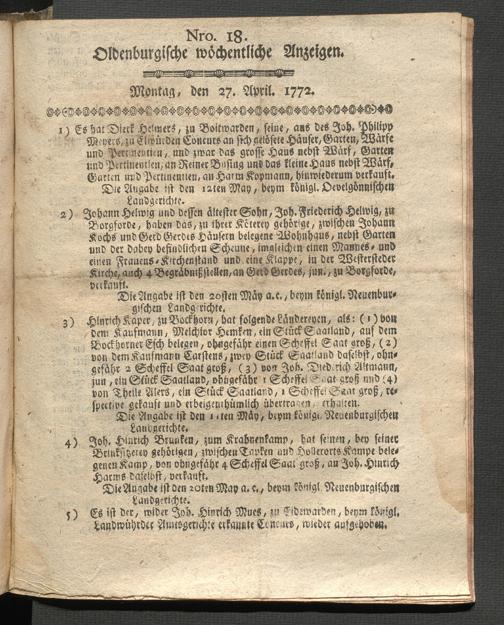 Nro. 18.
Oldenburgische wöchentliche Anzeigen.
Montag, den 27. April. 1772.
1) Es hat Dierk Helmers, zu Boitwarden, seine, aus des Joh. Philipp
Meyers, zu Elwürden Concurs an sich gelösete Häuser, Garten, Wärfe
und Pertinentien, und zwar das grosse Haus nebst Wärf, Garten
und Pertinentien, an Reiner Busing und das kleine Haus nebst Wärf,
Garten und Pertinentien, an Harm Kopmann, hinwiederum verkauft.
Die Angabe ist den 12ten May, beym königl. Oevelgönnischen
Landgerichte.
2) Johann Helwig und dessen ältester Sohn, Joh. Friederich Helwig, zu
Borgforde, haben das, zu ihrer Köterey gehörige, zwischen Johann
Kochs und Gerd Gerdes Häusern belegene Wohnhaus, nebst Garten
und der dabey befindlichen Scheune, imgleichen einen Mannes- und
einen Frauens-Kirchenstand und eine Klappe, in der Westersteder
Kirche, auch 4 Begräbnißstellen, an Gerd Gerdes, jun., zu Borgforde,
verkauft.
Die Angabe ist den 20sten May a.c., beym königl. Neuenbur-
gischen Landgerichte.
3) Hinrich Kaper, zu Bockhorn, hat folgende Ländereyen, als: (1) von
dem Kaufmann, Melchior Hemken, ein Stück Saatland, auf dem
Bockhorner Esch belegen, ohngefähr einen Scheffel Saat groß, (2)
von dem Kaufmann Carstens, zwey Stück Saatland daselbst, ohn-
gefähr 2 Scheffel Saat groß, (3) von Joh. Diedrich Altmann,
jun, ein Stück Saatland, ohngefähr 1 Scheffel Saat groß und (4)
von Theile Ailers, ein Stück Saatland, 1 Scheffel Saat groß, re-
spective gekauft und erbeigenthümlich übertragen erhalten.
Die Angabe ist den May, beym königl. Neuenburgischen
Landgerichte.
4) Joh. Hinrich Brunken, zum Krahnenkamp, hat seinen, bey seiner
Brinksitzerey gehörigen, zwischen Tapken und Hollerorts Kampe bele-
genen Kamp, von ohngefähr 4 Scheffel Saat groß, an Joh. Hinrich
Harms daselbst, verkauft.
Die Angabe ist den 20ten May a. c., beym königl. Neuenburgischen
Landgerichte.
5) Es ist der, wider Joh. Hinrich Mues, zu Eidewarden, beym königl.
Landwührder Amtsgerichte erkannte Concurs, wieder aufgehoben.